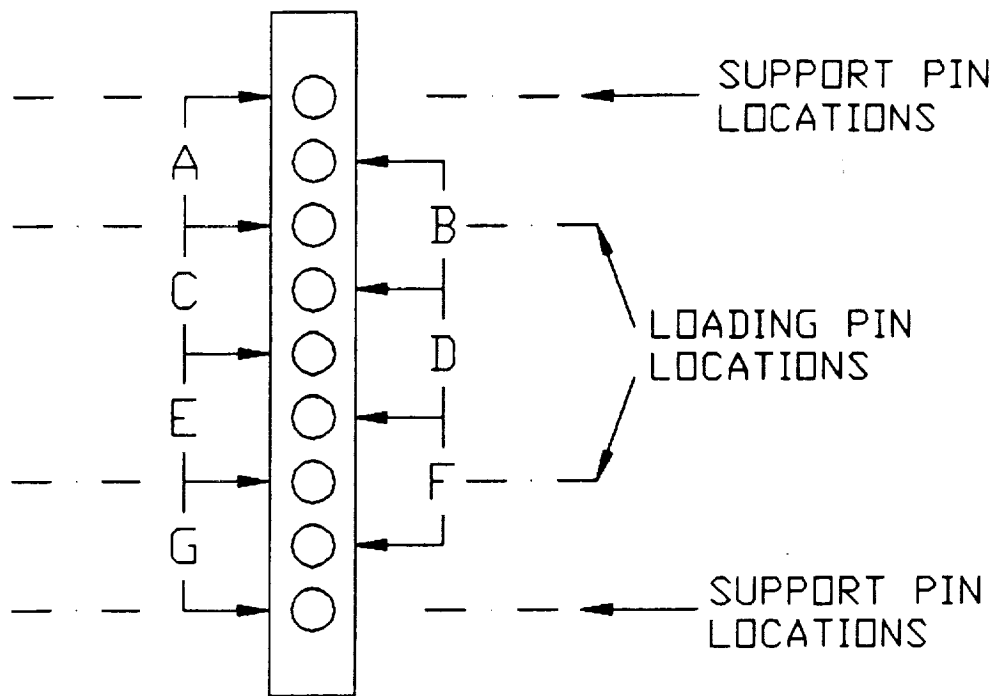 SUPPORT PIN
LOCATIONS
A
B
C
LOADING PIN
LOCATIONS
D
E
F
G
SUPPORT PIN
LOCATIONS